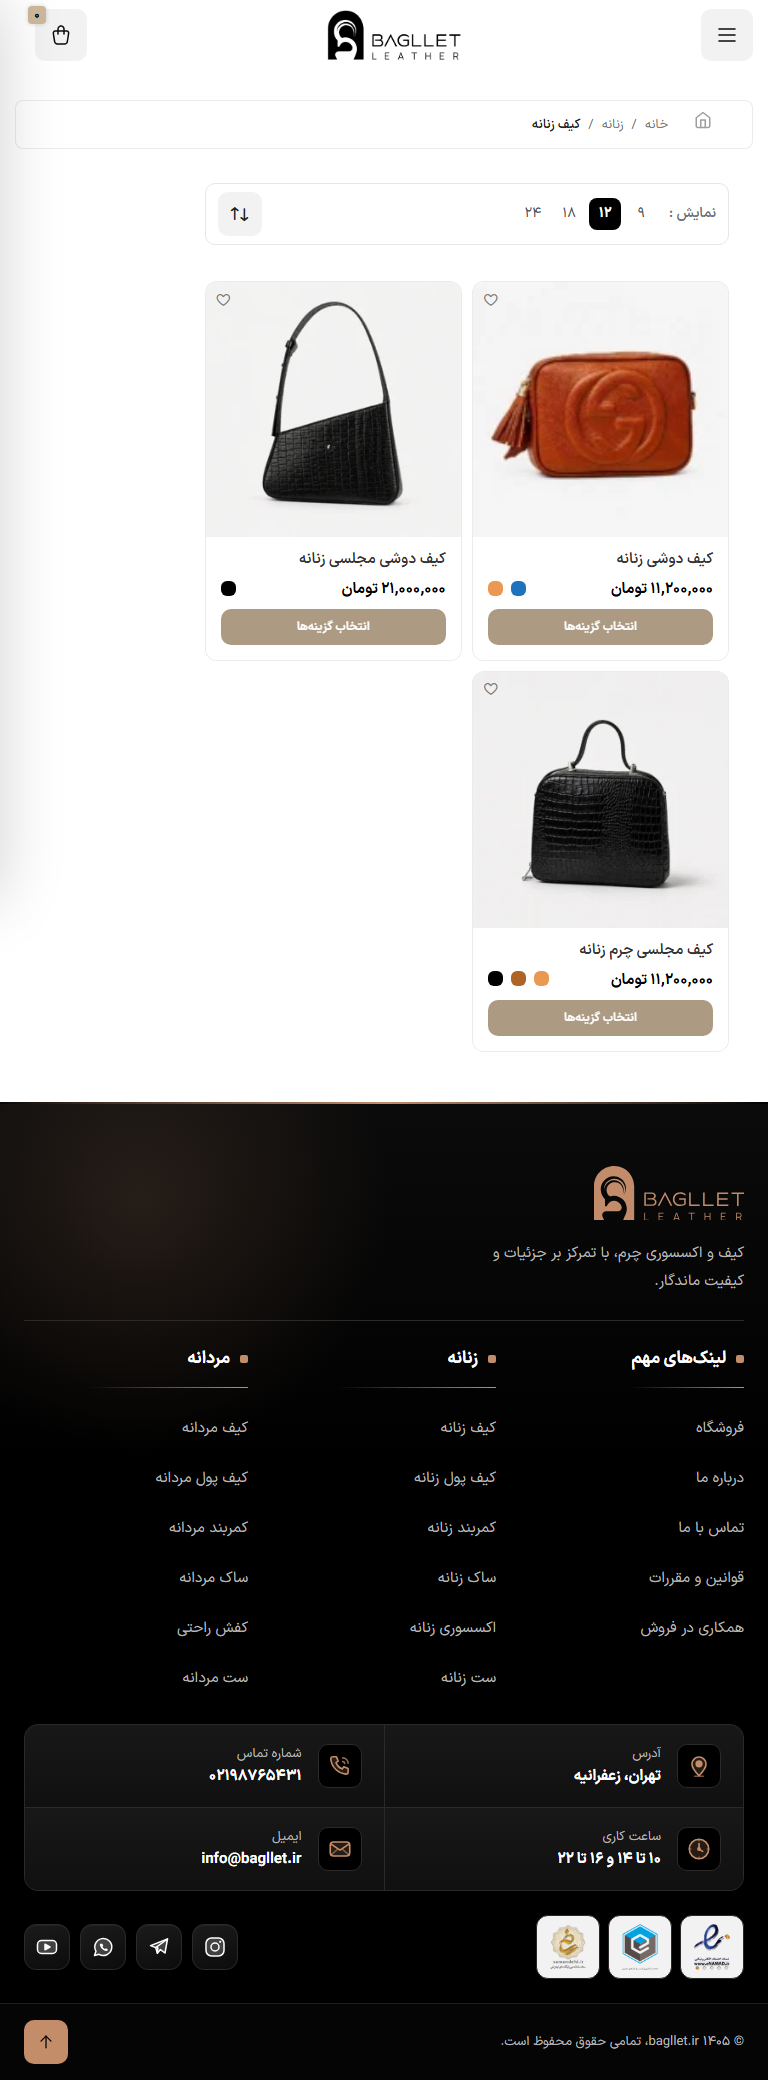 ۰
BAGLLET
LEATHER
خانه / زنانه / کیف زنانه
نمایش : ۹ ۱۲ ۱۸ ۲۴
کیف دوشی زنانه
۱۱,۲۰۰,۰۰۰ تومان
انتخاب گزینه‌ها
کیف دوشی مجلسی زنانه
۲۱,۰۰۰,۰۰۰ تومان
انتخاب گزینه‌ها
کیف مجلسی چرم زنانه
۱۱,۲۰۰,۰۰۰ تومان
انتخاب گزینه‌ها
BAGLLET
LEATHER
کیف و اکسسوری چرم، با تمرکز بر جزئیات و
کیفیت ماندگار.
لینک‌های مهم
فروشگاه
درباره ما
تماس با ما
قوانین و مقررات
همکاری در فروش
زنانه
کیف زنانه
کیف پول زنانه
کمربند زنانه
ساک زنانه
اکسسوری زنانه
ست زنانه
مردانه
کیف مردانه
کیف پول مردانه
کمربند مردانه
ساک مردانه
کفش راحتی
ست مردانه
آدرس
تهران، زعفرانیه
شماره تماس
۰۲۱۹۸۷۶۵۴۳۱
ساعت کاری
۱۰ تا ۱۴ و ۱۶ تا ۲۲
ایمیل
info@bagllet.ir
www.eNAMAD.ir
samandehi.ir
© ۱۴۰۵ bagllet.ir، تمامی حقوق محفوظ است.